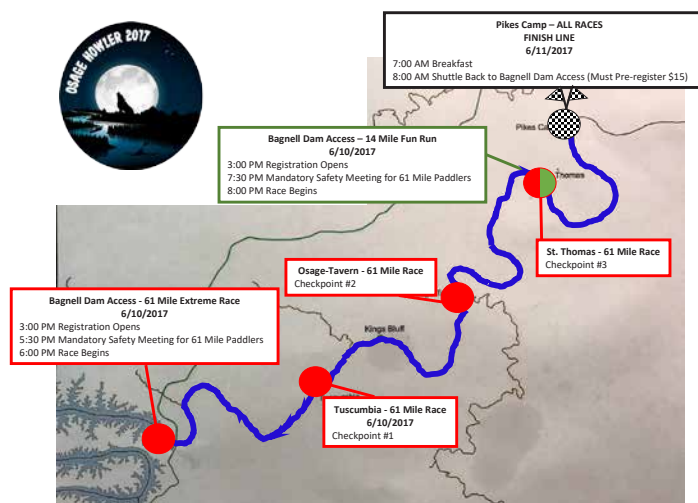 OSAGE HOWLER 2017
Pikes Camp – ALL RACES
FINISH LINE
6/11/2017
7:00 AM Breakfast
8:00 AM Shuttle Back to Bagnell Dam Access (Must Pre-register $15)
Pikes Ca
Bagnell Dam Access – 14 Mile Fun Run
6/10/2017
3:00 PM Registration Opens
7:30 PM Mandatory Safety Meeting for 61 Mile Paddlers
8:00 PM Race Begins
Thomas
St. Thomas - 61 Mile Race
Checkpoint #3
Osage-Tavern - 61 Mile Race
Checkpoint #2
Bagnell Dam Access - 61 Mile Extreme Race
6/10/2017
3:00 PM Registration Opens
5:30 PM Mandatory Safety Meeting for 61 Mile Paddlers
6:00 PM Race Begins
Kings Bluff
Tuscumbia - 61 Mile Race
6/10/2017
Checkpoint #1